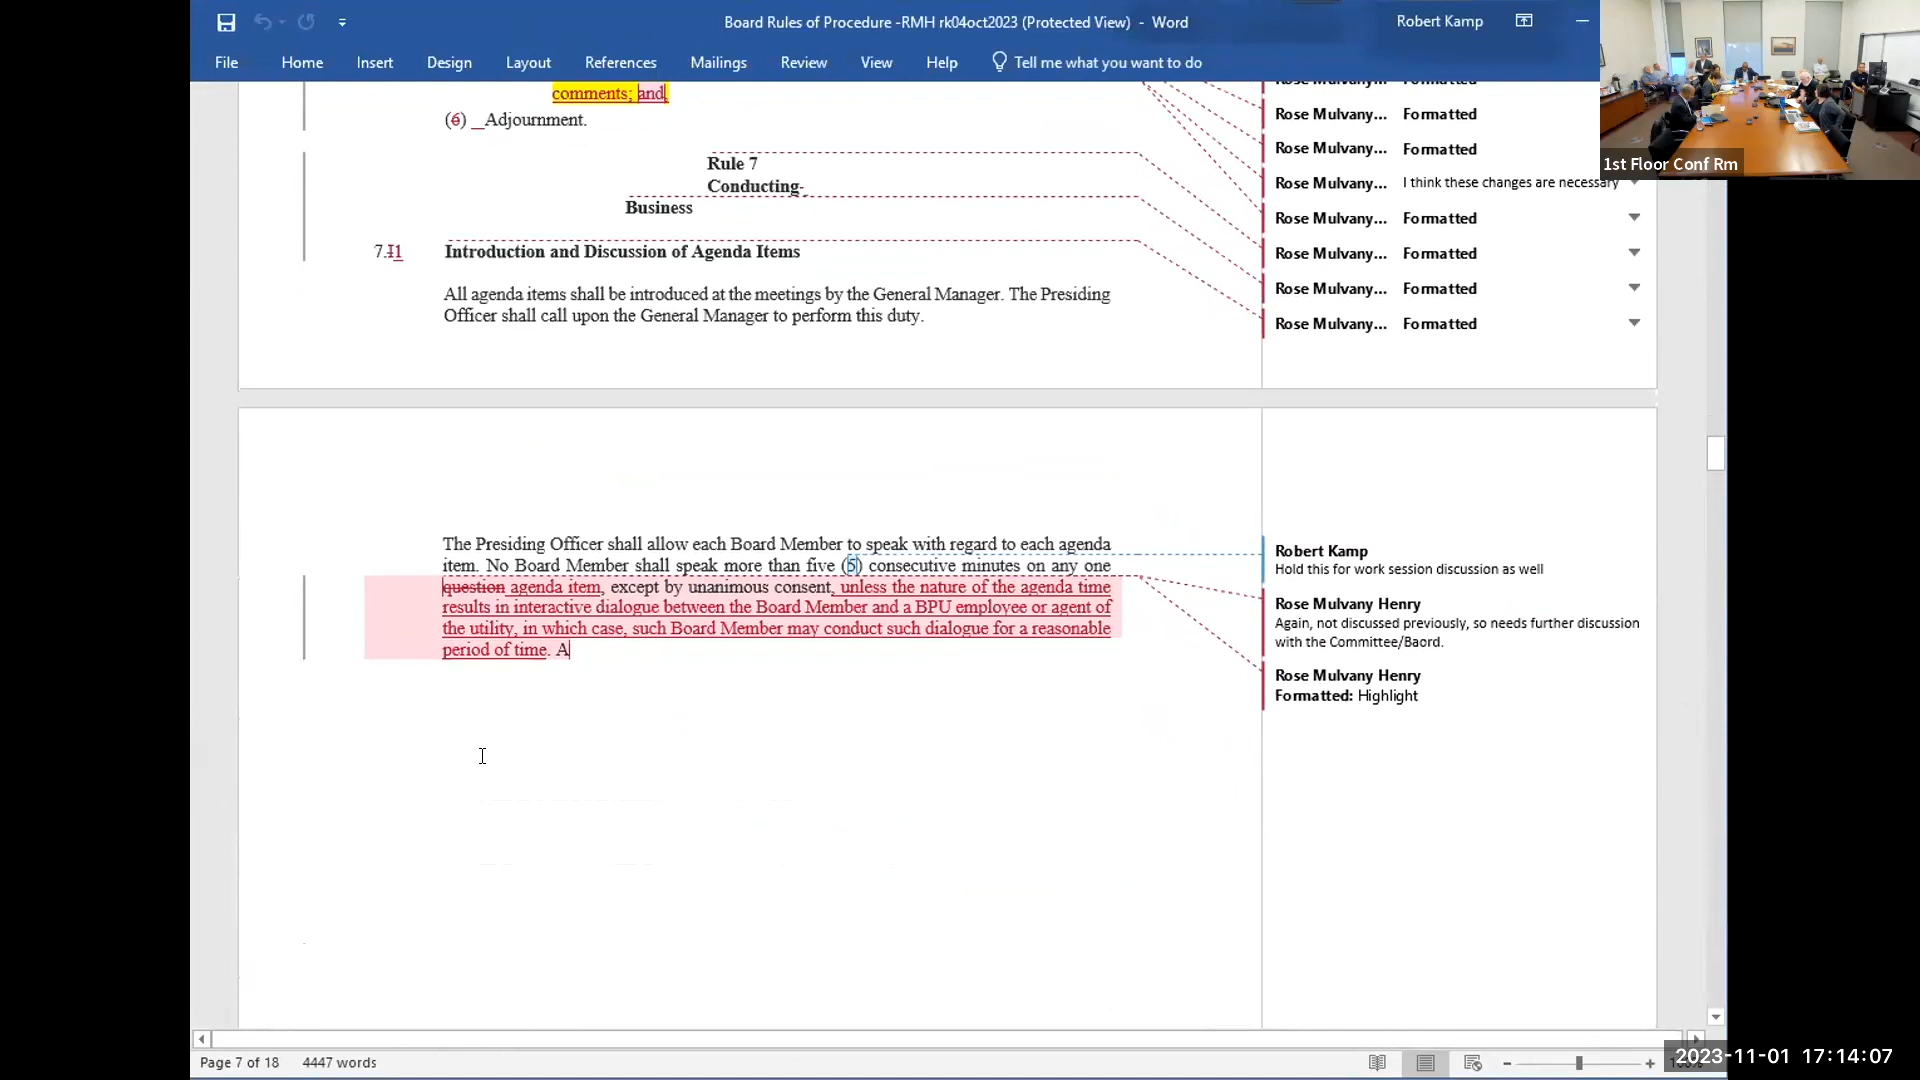 Board Rules of Procedure -RMH rk04oct2023 (Protected View) - Word
Robert Kamp
File Home Insert Design Layout References Mailings Review View Help Tell me what you want to do
comments; and,
(6) Adjournment.
Rule 7
Conducting-
Business
7.I1 Introduction and Discussion of Agenda Items
All agenda items shall be introduced at the meetings by the General Manager. The Presiding
Officer shall call upon the General Manager to perform this duty.
Rose Mulvany... Formatted
Rose Mulvany... Formatted
Rose Mulvany... Formatted
Rose Mulvany... I think these changes are necessary
Rose Mulvany... Formatted
Rose Mulvany... Formatted
Rose Mulvany... Formatted
Rose Mulvany... Formatted
1st Floor Conf Rm
The Presiding Officer shall allow each Board Member to speak with regard to each agenda
item. No Board Member shall speak more than five (5) consecutive minutes on any one
question agenda item, except by unanimous consent, unless the nature of the agenda time
results in interactive dialogue between the Board Member and a BPU employee or agent of
the utility, in which case, such Board Member may conduct such dialogue for a reasonable
period of time. A
Robert Kamp
Hold this for work session discussion as well
Rose Mulvany Henry
Again, not discussed previously, so needs further discussion
with the Committee/Baord.
Rose Mulvany Henry
Formatted: Highlight
Page 7 of 18 4447 words
2023-11-01 17:14:07